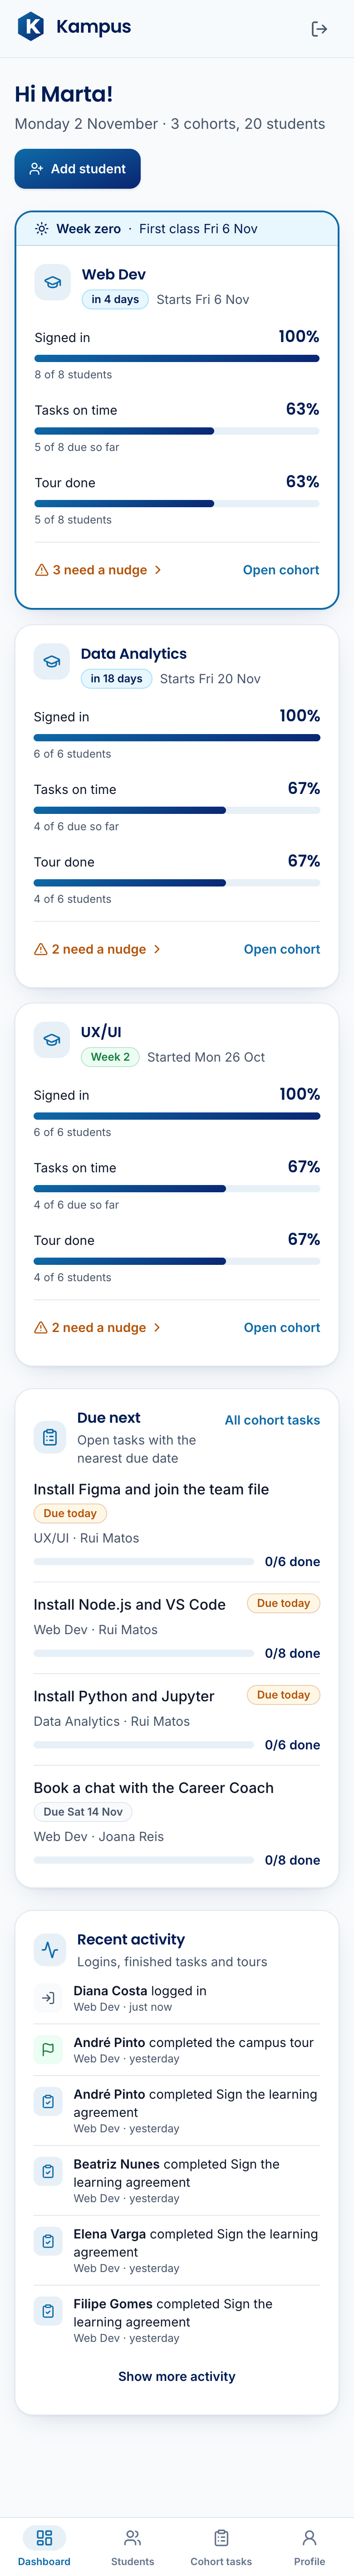 Kampus
Hi Marta!
Monday 2 November · 3 cohorts, 20 students
Add student
Week zero · First class Fri 6 Nov
Web Dev
in 4 days Starts Fri 6 Nov
Signed in 100%
8 of 8 students
Tasks on time 63%
5 of 8 due so far
Tour done 63%
5 of 8 students
3 need a nudge Open cohort
Data Analytics
in 18 days Starts Fri 20 Nov
Signed in 100%
6 of 6 students
Tasks on time 67%
4 of 6 due so far
Tour done 67%
4 of 6 students
2 need a nudge Open cohort
UX/UI
Week 2 Started Mon 26 Oct
Signed in 100%
6 of 6 students
Tasks on time 67%
4 of 6 due so far
Tour done 67%
4 of 6 students
2 need a nudge Open cohort
Due next All cohort tasks
Open tasks with the
nearest due date
Install Figma and join the team file
Due today
UX/UI · Rui Matos
0/6 done
Install Node.js and VS Code Due today
Web Dev · Rui Matos
0/8 done
Install Python and Jupyter Due today
Data Analytics · Rui Matos
0/6 done
Book a chat with the Career Coach
Due Sat 14 Nov
Web Dev · Joana Reis
0/8 done
Recent activity
Logins, finished tasks and tours
Diana Costa logged in
Web Dev · just now
André Pinto completed the campus tour
Web Dev · yesterday
André Pinto completed Sign the learning
agreement
Web Dev · yesterday
Beatriz Nunes completed Sign the
learning agreement
Web Dev · yesterday
Elena Varga completed Sign the learning
agreement
Web Dev · yesterday
Filipe Gomes completed Sign the
learning agreement
Web Dev · yesterday
Show more activity
Dashboard Students Cohort tasks Profile